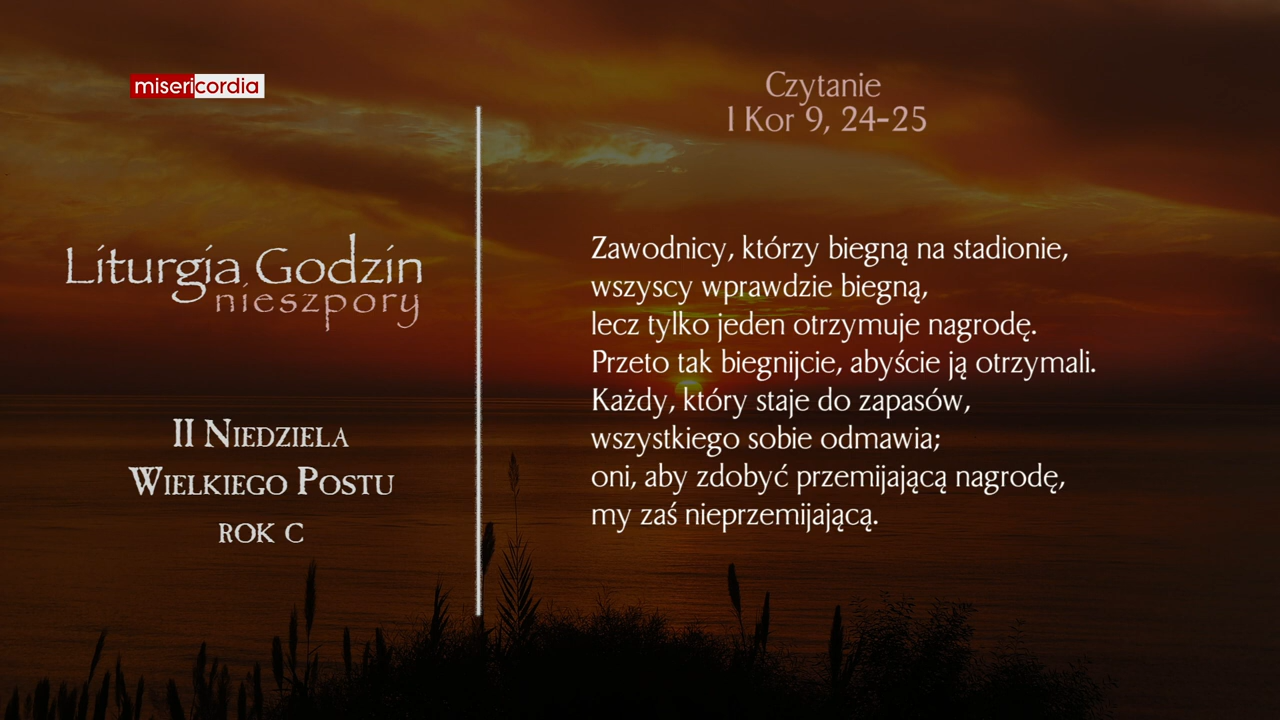 misericordia
Liturgia Godzin
nieszpory
II Niedziela
Wielkiego Postu
rok C
Czytanie
1 Kor 9, 24-25
Zawodnicy, którzy biegną na stadionie,
wszyscy wprawdzie biegną,
lecz tylko jeden otrzymuje nagrodę.
Przeto tak biegnijcie, abyście ją otrzymali.
Każdy, który staje do zapasów,
wszystkiego sobie odmawia;
oni, aby zdobyć przemijającą nagrodę,
my zaś nieprzemijającą.